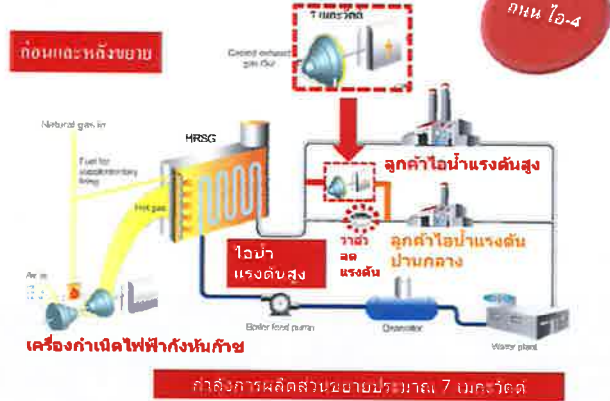 7 เมกะวัตต์
ถนน ไอ-4
ก่อนและหลังขยาย
Natural gas in
HRSG
Fuel for
supplementary
firing
Hot gas
ลูกค้าไอน้ำแรงดันสูง
ไอน้ำ
แรงดันสูง
วาล์ว
ลด
แรงดัน
ลูกค้าไอน้ำแรงดัน
ปานกลาง
Air in
Boiler feed pump
Deaerator
Water plant
เครื่องกำเนิดไฟฟ้ากังหันก๊าซ
กำลังการผลิตส่วนขยายประมาณ 7 เมกะวัตต์